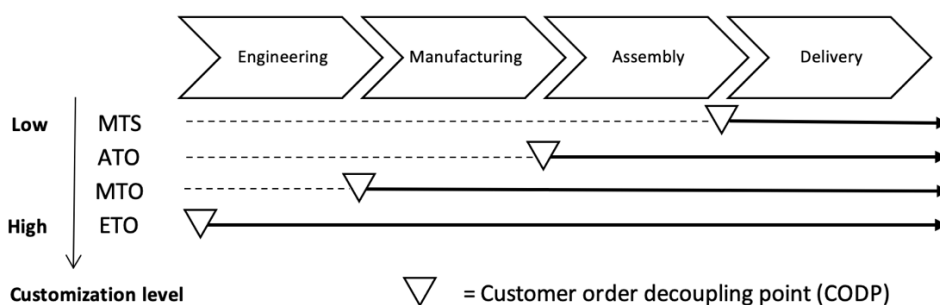 Engineering Manufacturing Assembly Delivery
Low MTS
ATO
MTO
High ETO
Customization level = Customer order decoupling point (CODP)